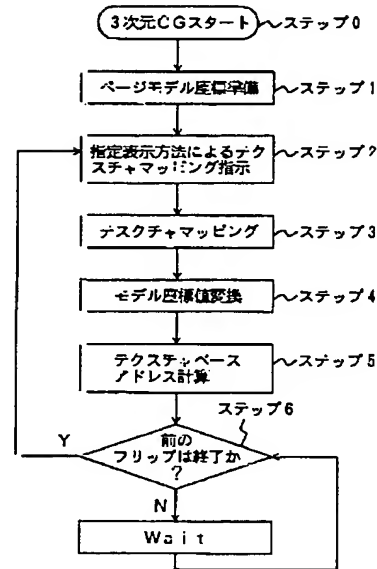 3次元CGスタート
ステップ0
ページモデル座標準備
ステップ1
指定表示方法によるテク
スチャマッピング指示
ステップ2
テスクチャマッピング
ステップ3
モデル座標値変換
ステップ4
テクスチャベース
アドレス計算
ステップ5
ステップ6
前の
フリップは終了か
?
Y
N
Wait